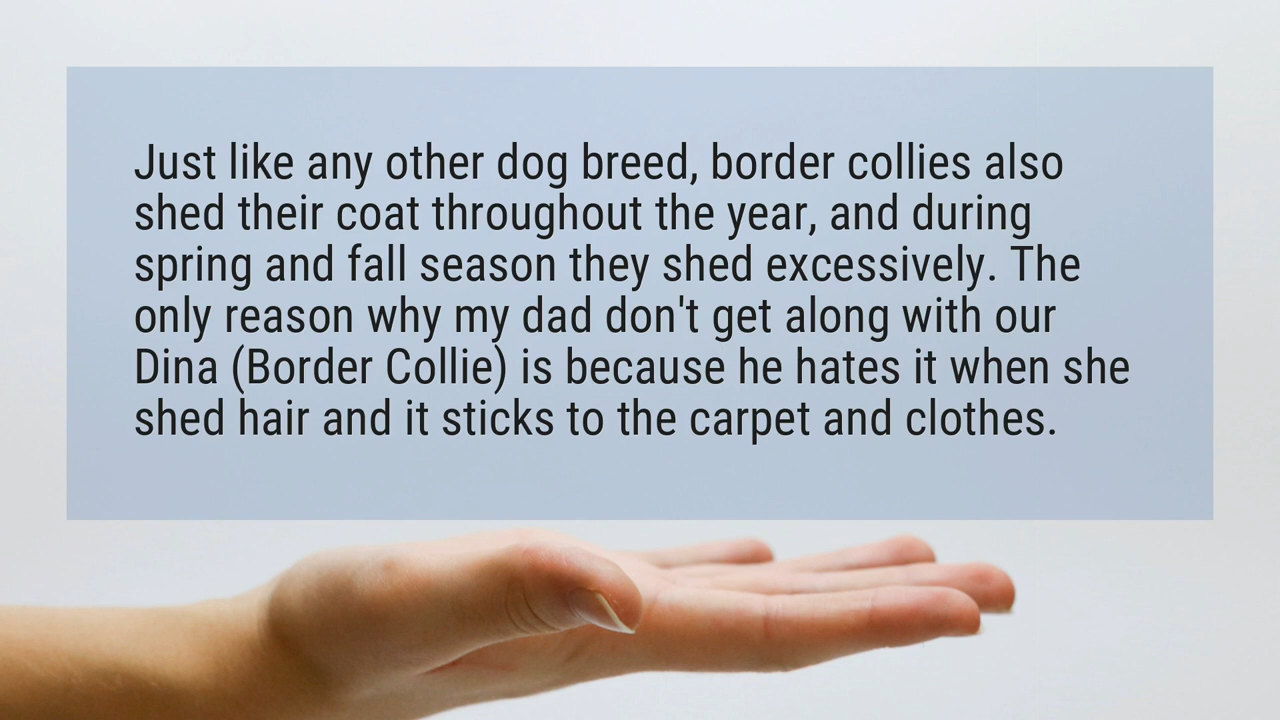 Just like any other dog breed, border collies also
shed their coat throughout the year, and during
spring and fall season they shed excessively. The
only reason why my dad don't get along with our
Dina (Border Collie) is because he hates it when she
shed hair and it sticks to the carpet and clothes.